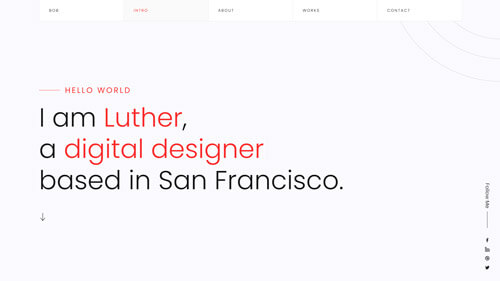 BOB.
INTRO
ABOUT
WORKS
CONTACT
HELLO WORLD
I am Luther,
a digital designer
based in San Francisco.
Follow Me